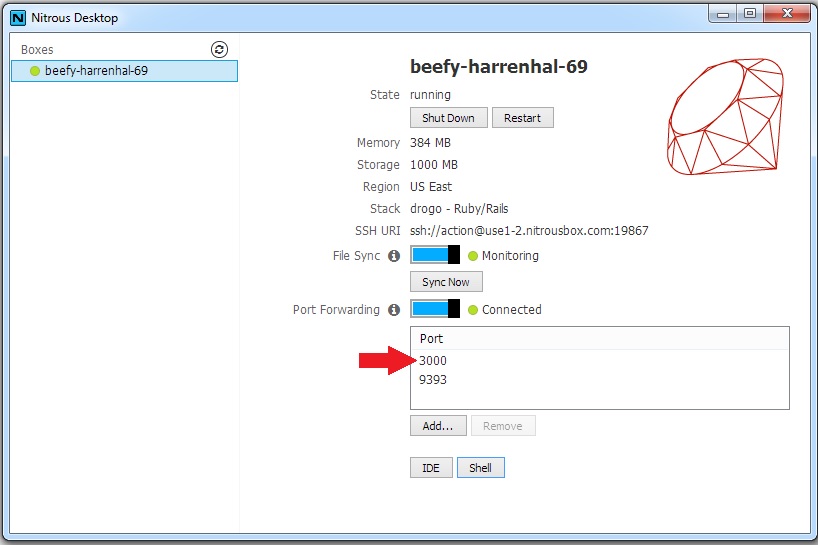 Nitrous Desktop
Boxes
beefy-harrenhal-69
beefy-harrenhal-69
State running
Shut Down Restart
Memory 384 MB
Storage 1000 MB
Region US East
Stack drogo - Ruby/Rails
SSH URI ssh://action@use1-2.nitrousbox.com:19867
File Sync Monitoring
Sync Now
Port Forwarding Connected
Port
3000
9393
Add... Remove
IDE Shell